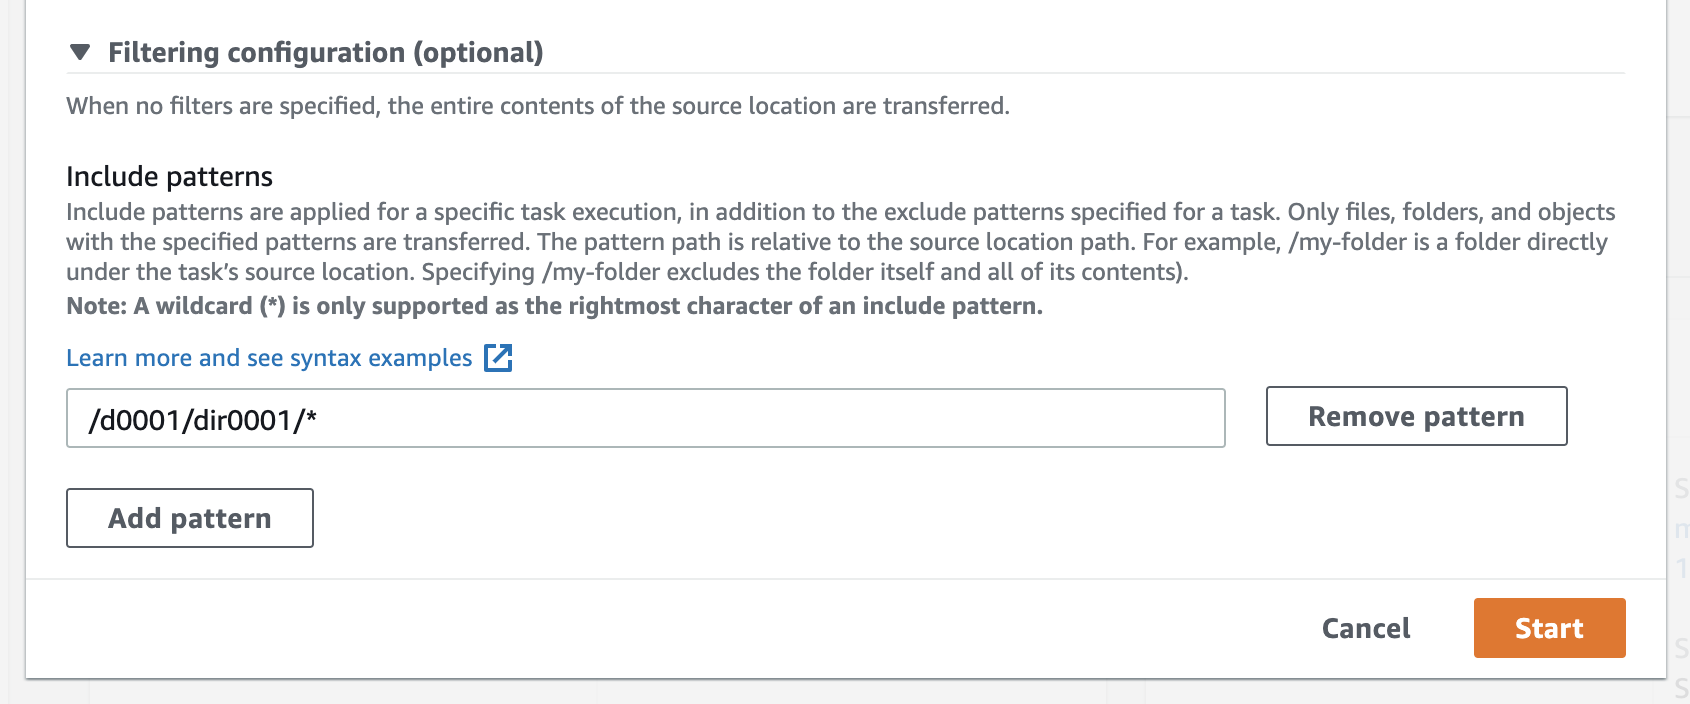 Filtering configuration (optional)
When no filters are specified, the entire contents of the source location are transferred.
Include patterns
Include patterns are applied for a specific task execution, in addition to the exclude patterns specified for a task. Only files, folders, and objects
with the specified patterns are transferred. The pattern path is relative to the source location path. For example, /my-folder is a folder directly
under the task’s source location. Specifying /my-folder excludes the folder itself and all of its contents).
Note: A wildcard (*) is only supported as the rightmost character of an include pattern.
Learn more and see syntax examples
/d0001/dir0001/*
Remove pattern
Add pattern
Cancel
Start